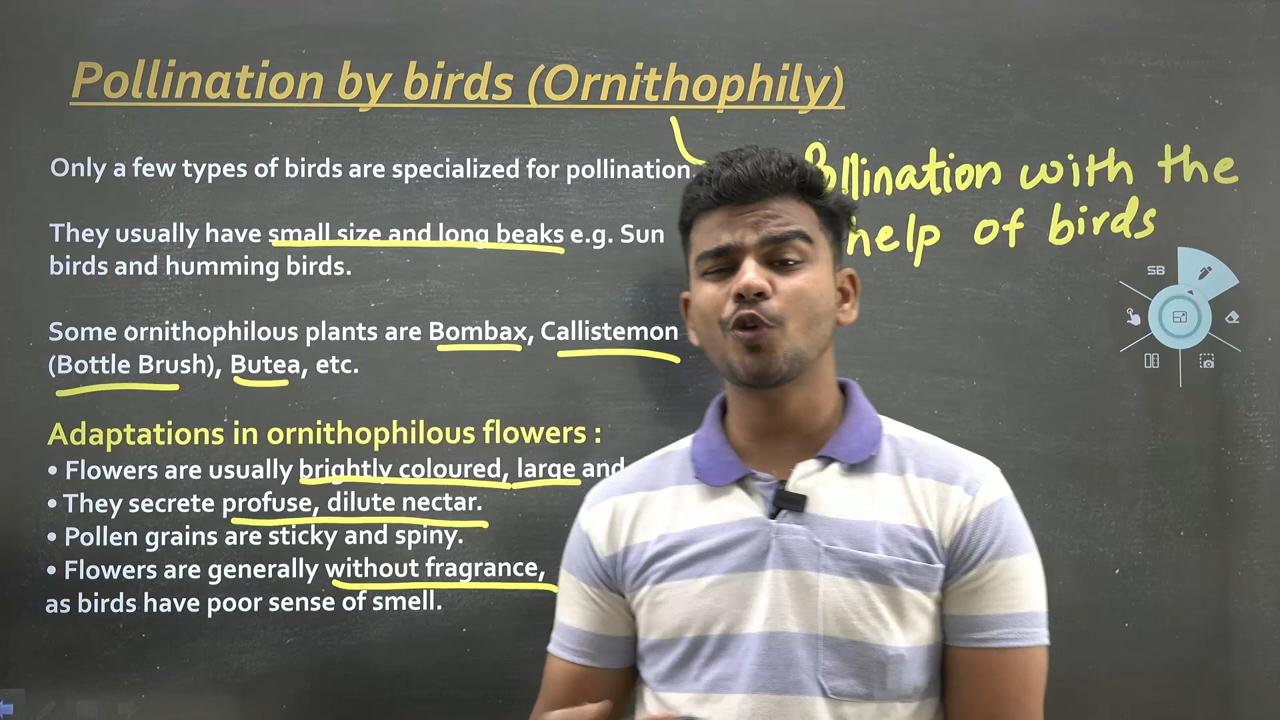 Pollination by birds (Ornithophily)
Only a few types of birds are specialized for pollination.
Pollination with the
help of birds
They usually have small size and long beaks e.g. Sun
birds and humming birds.
SB
Some ornithophilous plants are Bombax, Callistemon
(Bottle Brush), Butea, etc.
Adaptations in ornithophilous flowers :
• Flowers are usually brightly coloured, large and
• They secrete profuse, dilute nectar.
• Pollen grains are sticky and spiny.
• Flowers are generally without fragrance,
as birds have poor sense of smell.